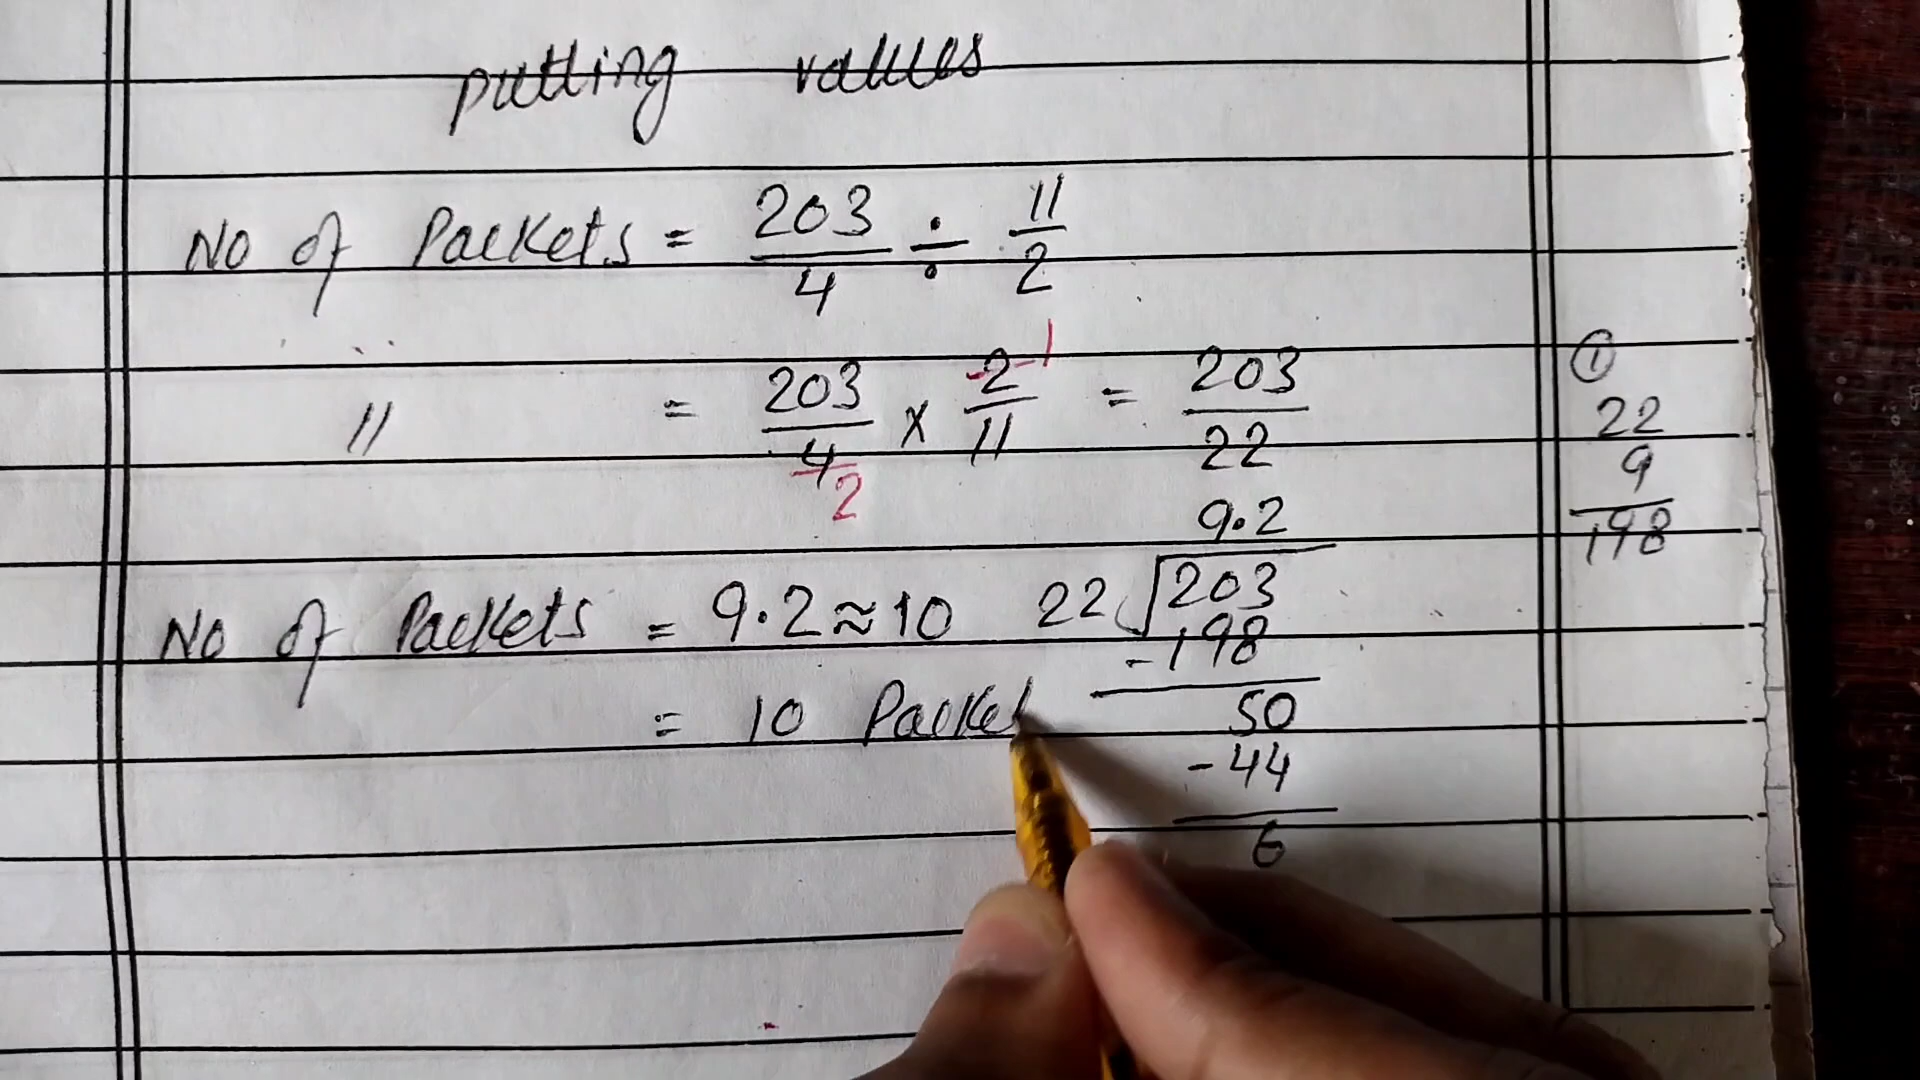 putting values
No of Packets = 203/4 ÷ 11/2
" = 203/4 2 × 2/11 1 = 203/22
①
22
9
198
9.2
No of Packets = 9.2 ≈ 10 22 √203
-198
= 10 Packet 50
-44
6